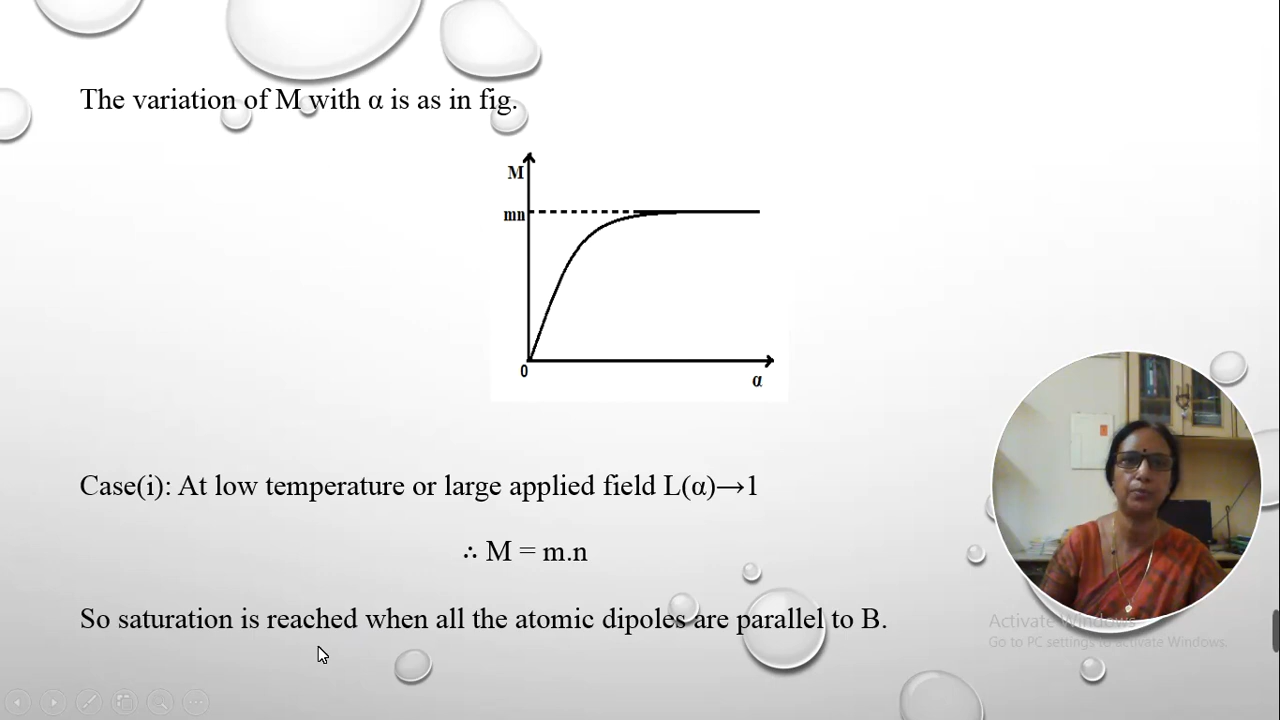 The variation of M with α is as in fig.
M
mn
0
α
Case(i): At low temperature or large applied field L(α)→1
∴ M = m.n
So saturation is reached when all the atomic dipoles are parallel to B.
Activate Windows
Go to PC settings to activate Windows.